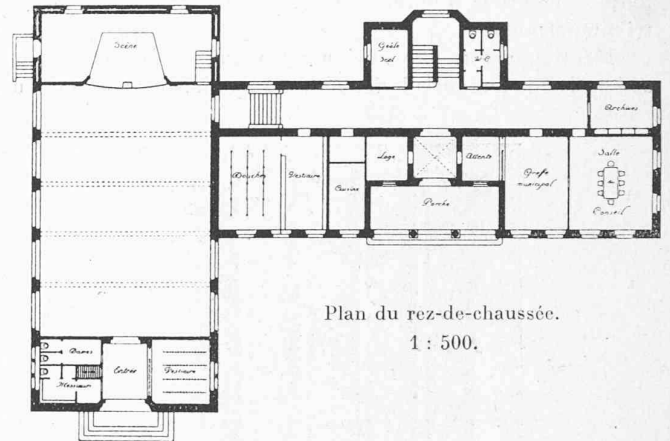 Scène
Geôle
W C
Archives
Douches
Vestiaire
Cuisine
Loge
Attente
Greffe
municipal
Salle
Conseil
Porche
Plan du rez-de-chaussée.
1 : 500.
Dames
Messieurs
Entrée
Vestiaire